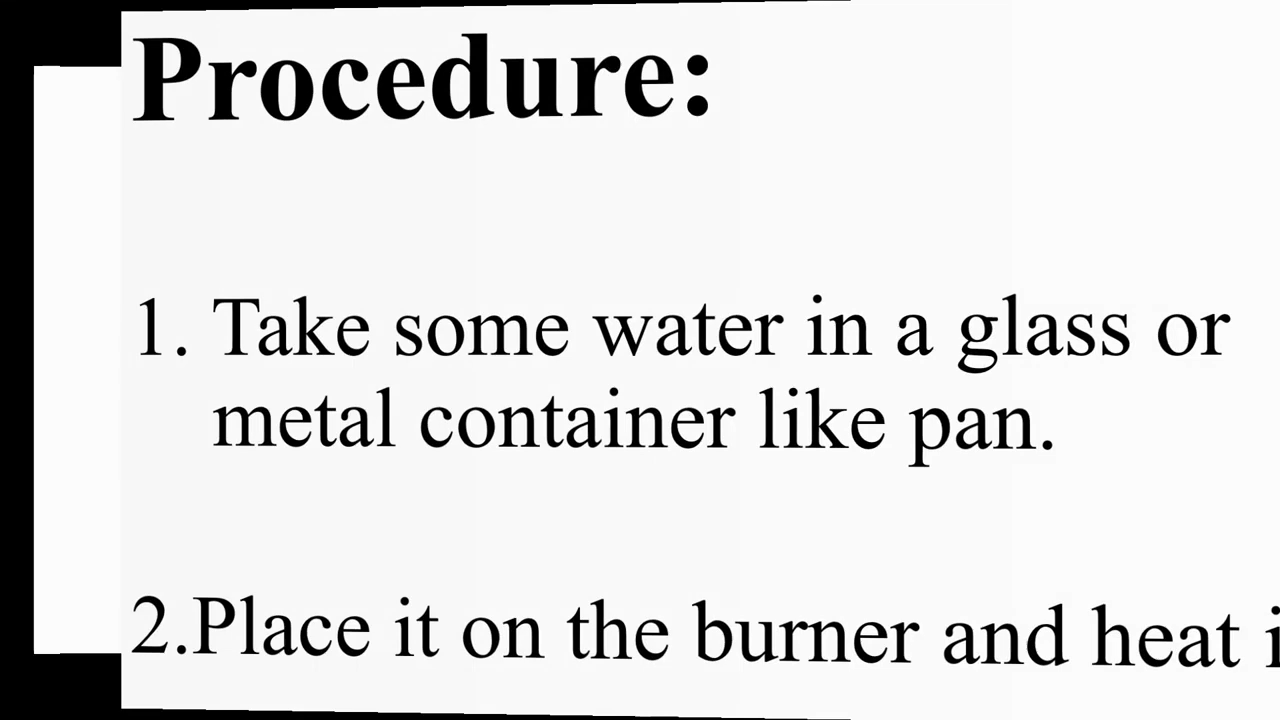 Procedure:
1. Take some water in a glass or
metal container like pan.
2.Place it on the burner and heat